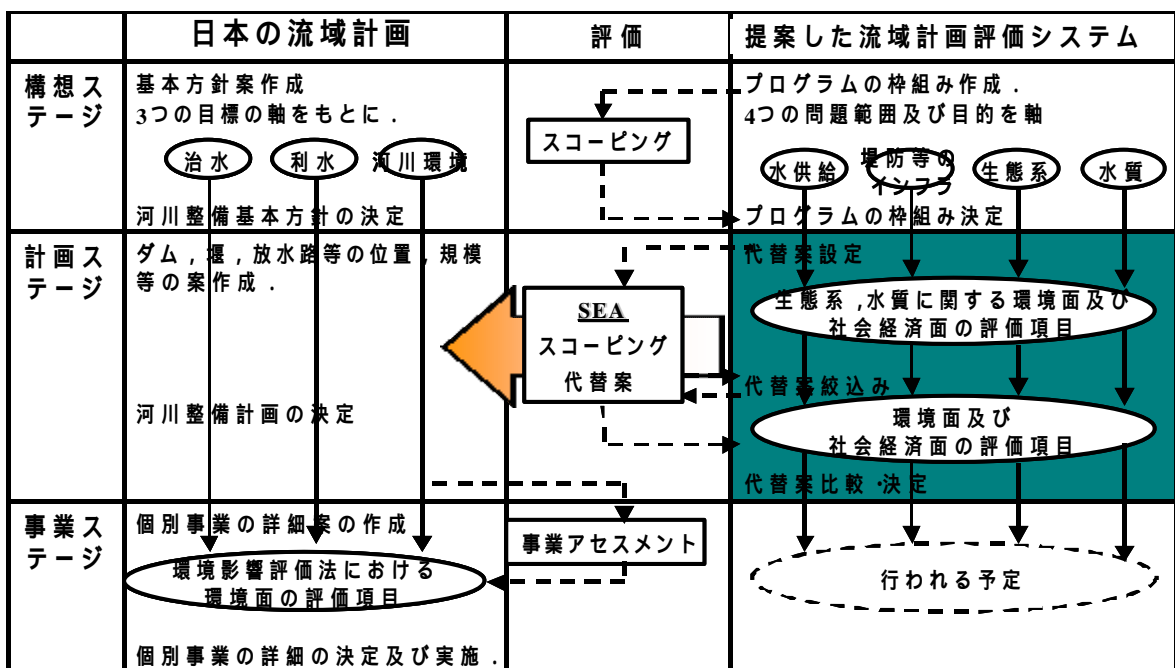 日本の流域計画
評価
提案した流域計画評価システム
構想ス
テージ
基本方針案作成
3つの目標の軸をもとに．
治水
利水
河川環境
河川整備基本方針の決定
スコーピング
プログラムの枠組み作成．
4つの問題範囲及び目的を軸
水供給
堤防等の
インフラ
生態系
水質
プログラムの枠組み決定
計画ス
テージ
ダム，堰，放水路等の位置，規模
等の案作成．
河川整備計画の決定
SEA
スコーピング
代替案
代替案設定
生態系，水質に関する環境面及び
社会経済面の評価項目
代替案絞込み
環境面及び
社会経済面の評価項目
代替案比較・決定
事業ス
テージ
個別事業の詳細案の作成
環境影響評価法における
環境面の評価項目
個別事業の詳細の決定及び実施．
事業アセスメント
行われる予定